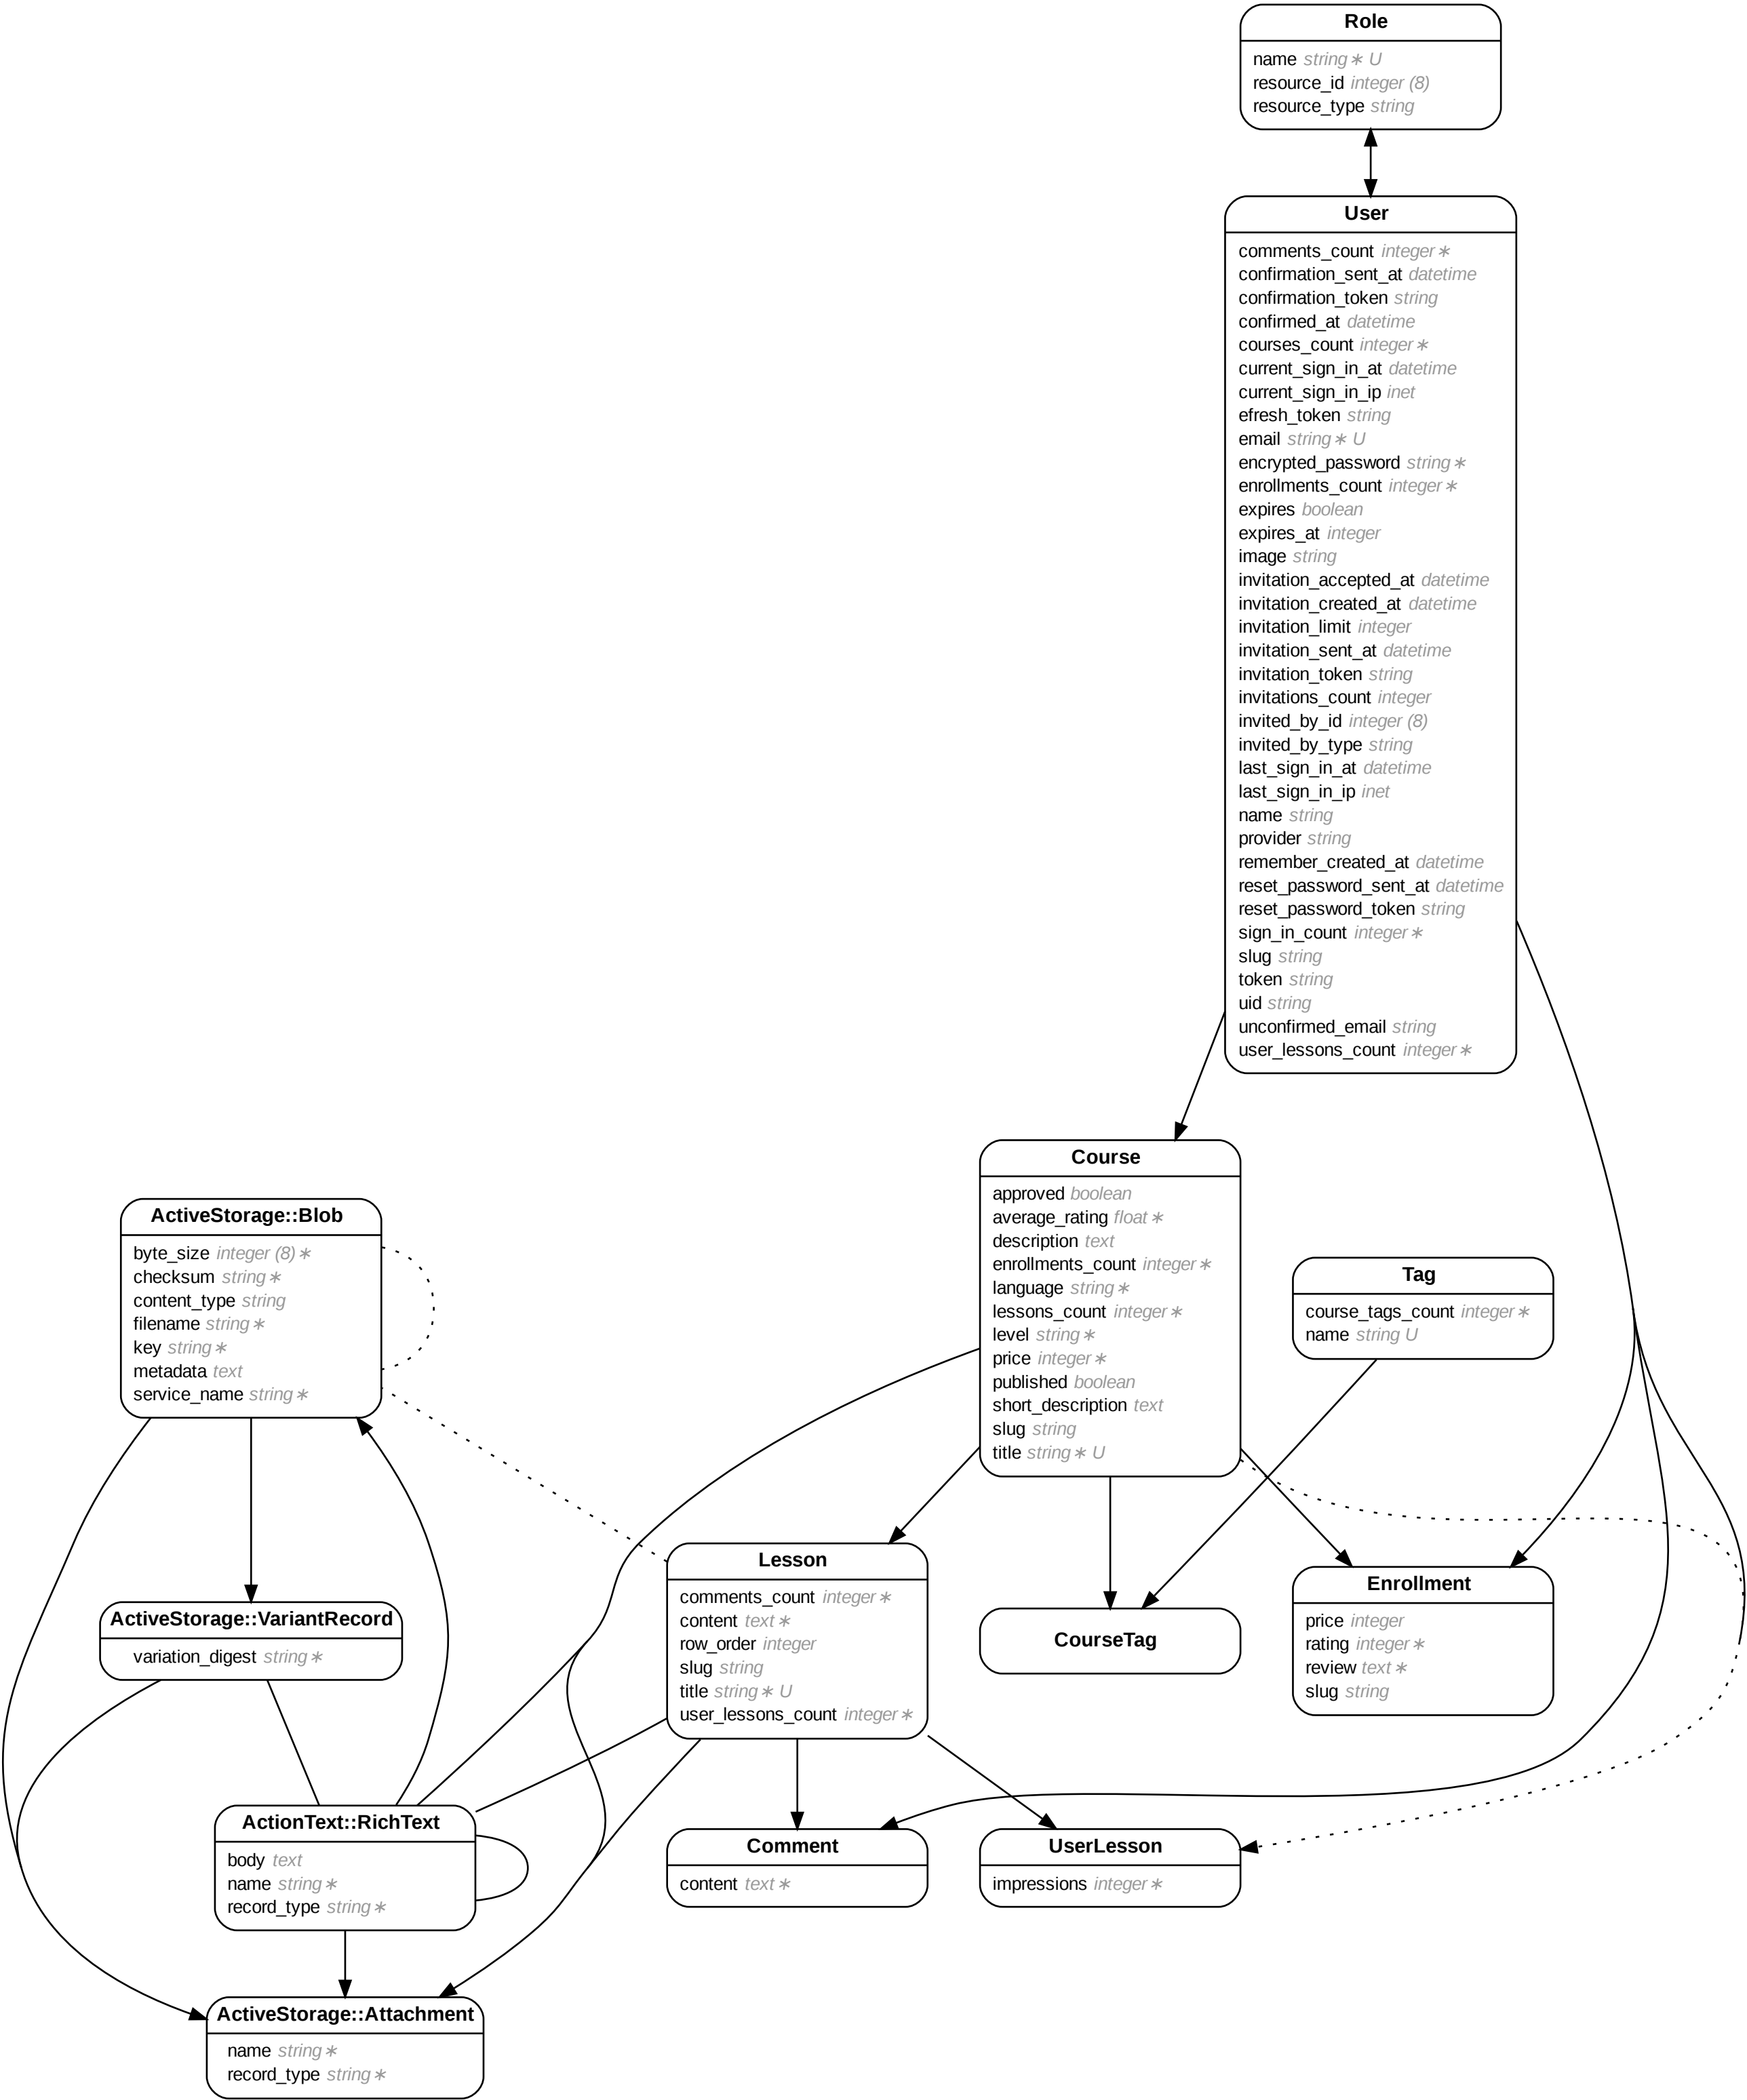 Role
name string∗ U
resource_id integer (8)
resource_type string
User
comments_count integer∗
confirmation_sent_at datetime
confirmation_token string
confirmed_at datetime
courses_count integer∗
current_sign_in_at datetime
current_sign_in_ip inet
efresh_token string
email string∗ U
encrypted_password string∗
enrollments_count integer∗
expires boolean
expires_at integer
image string
invitation_accepted_at datetime
invitation_created_at datetime
invitation_limit integer
invitation_sent_at datetime
invitation_token string
invitations_count integer
invited_by_id integer (8)
invited_by_type string
last_sign_in_at datetime
last_sign_in_ip inet
name string
provider string
remember_created_at datetime
reset_password_sent_at datetime
reset_password_token string
sign_in_count integer∗
slug string
token string
uid string
unconfirmed_email string
user_lessons_count integer∗
Course
approved boolean
average_rating float∗
description text
enrollments_count integer∗
language string∗
lessons_count integer∗
level string∗
price integer∗
published boolean
short_description text
slug string
title string∗ U
ActiveStorage::Blob
byte_size integer (8)∗
checksum string∗
content_type string
filename string∗
key string∗
metadata text
service_name string∗
Tag
course_tags_count integer∗
name string U
Lesson
comments_count integer∗
content text∗
row_order integer
slug string
title string∗ U
user_lessons_count integer∗
CourseTag
Enrollment
price integer
rating integer∗
review text∗
slug string
ActiveStorage::VariantRecord
variation_digest string∗
ActionText::RichText
body text
name string∗
record_type string∗
Comment
content text∗
UserLesson
impressions integer∗
ActiveStorage::Attachment
name string∗
record_type string∗